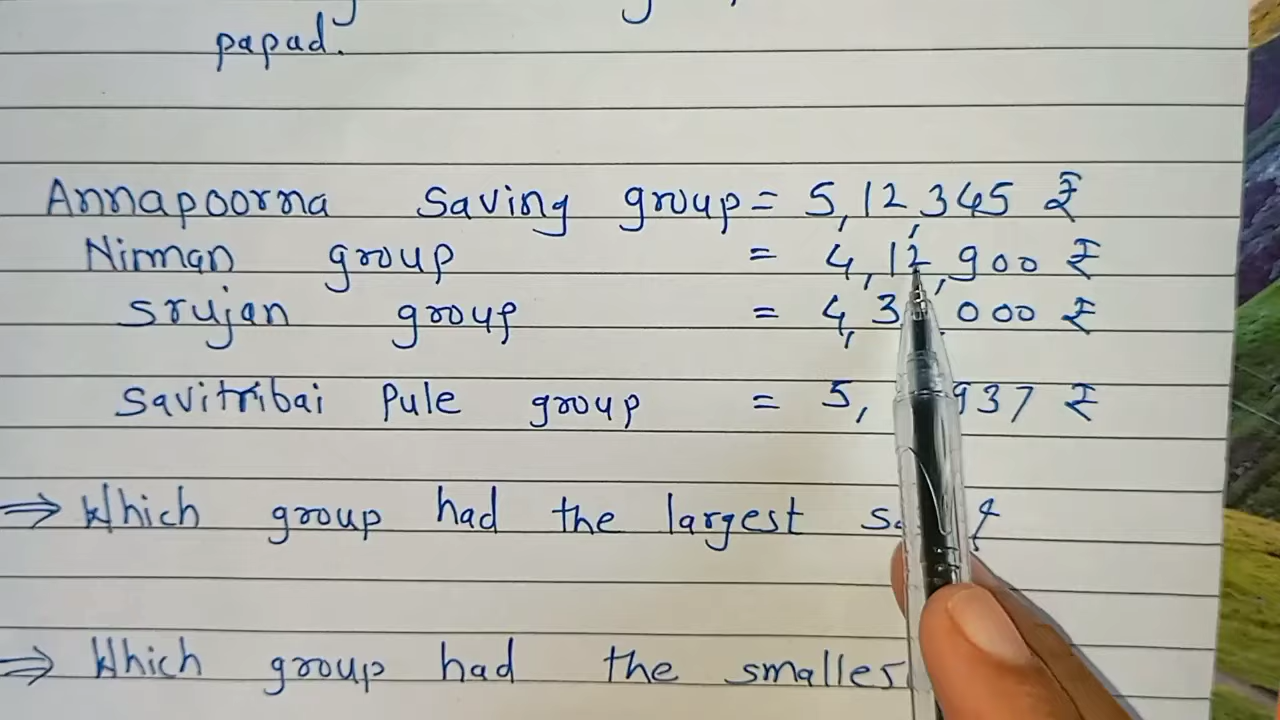 papad.
Annapoorna Saving group = 5,12,345 ₹
Nirman group = 4,12,900 ₹
Srujan group = 4,3 ,000 ₹
Savitribai Pule group = 5, 937 ₹
⇒ Which group had the largest
⇒ Which group had the